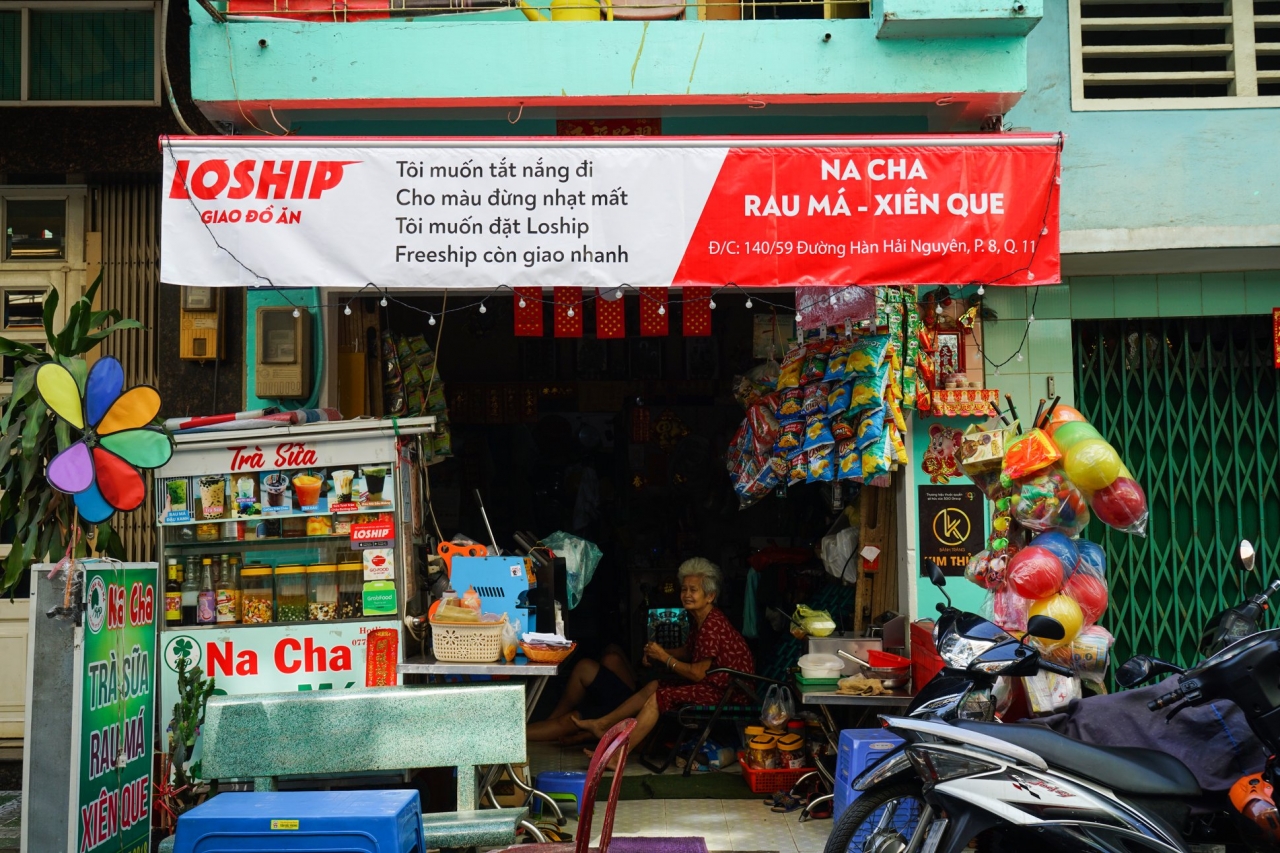 LOSHIP
GIAO ĐỒ ĂN
Tôi muốn tắt nắng đi
Cho màu đừng nhạt mất
Tôi muốn đặt Loship
Freeship còn giao nhanh
NA CHA
RAU MÁ - XIÊN QUE
Đ/C: 140/59 Đường Hàn Hải Nguyên, P. 8, Q. 11
Trà Sữa
LOSHIP
Na Cha
Na Cha
TRÀ SỮA
RAU MÁ
XIÊN QUE